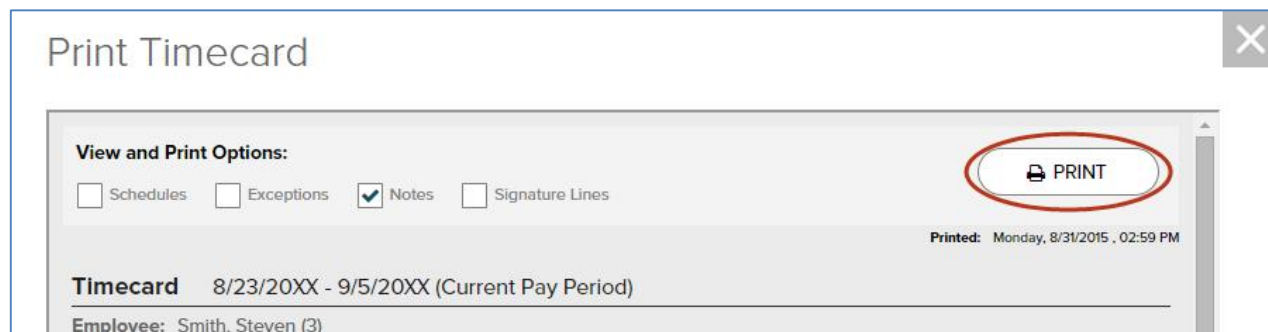 Print Timecard
View and Print Options:
Schedules Exceptions Notes Signature Lines
PRINT
Printed: Monday, 8/31/2015 , 02:59 PM
Timecard 8/23/20XX - 9/5/20XX (Current Pay Period)
Employee: Smith, Steven (3)